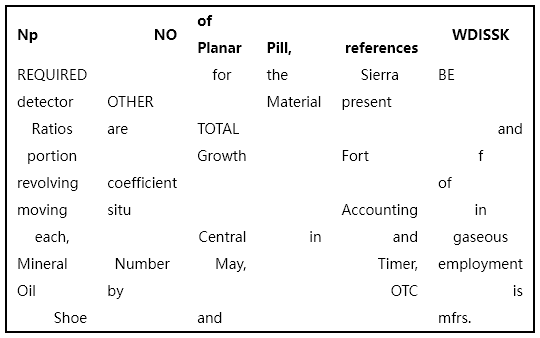 Np NO of Planar Pill, references WDISSK
REQUIRED for the Sierra BE
detector OTHER Material present
Ratios are TOTAL and
portion Growth Fort f
revolving coefficient of
moving situ Accounting in
each, Central in and gaseous
Mineral Number May, Timer, employment
Oil by OTC is
Shoe and mfrs.